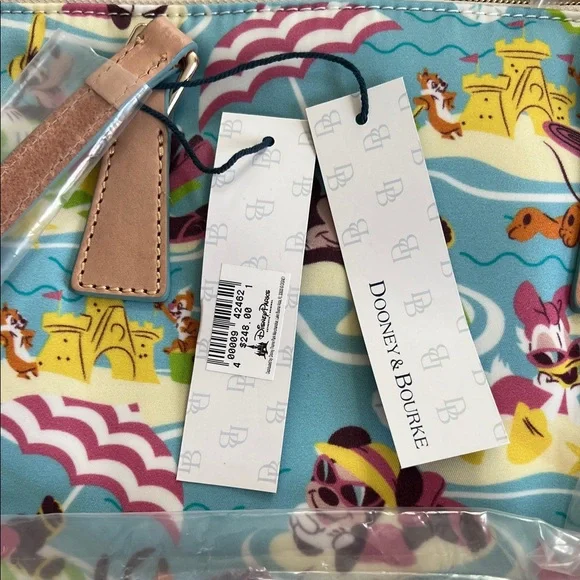 4 00009 42462 1
$248.00
Disney Parks
DOONEY & BOURKE